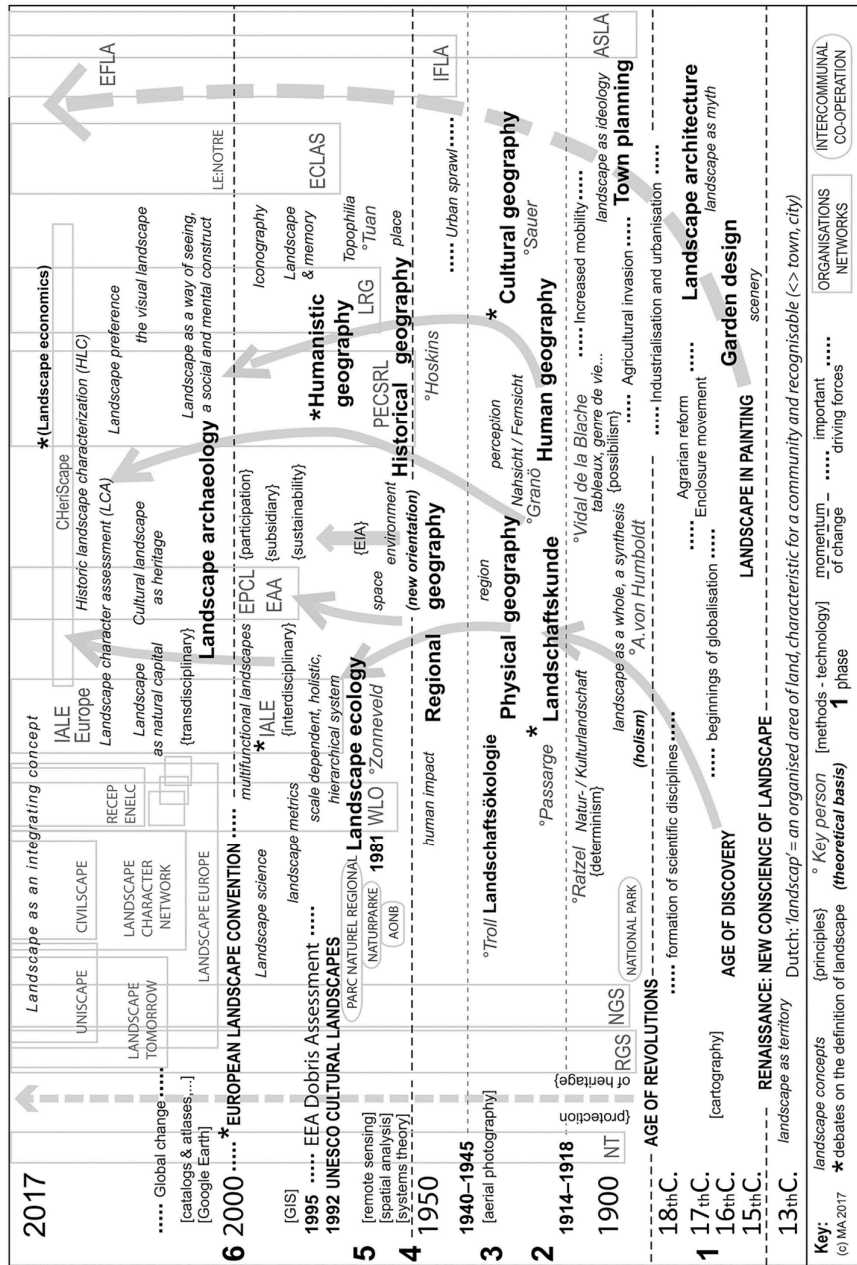 2017
Landscape as an integrating concept
*(Landscape economics)
UNISCAPE
CIVILSCAPE
RECEP
ENELC
IALE
Europe
CHeriScape
EFLA
Historic landscape characterization (HLC)
Landscape character assessment (LCA)
Landscape preference
the visual landscape
LANDSCAPE
TOMORROW
LANDSCAPE
CHARACTER
NETWORK
Landscape
as natural capital
Cultural landscape
as heritage
Global change
[catalogs & atlases,...]
[Google Earth]
LANDSCAPE EUROPE
{transdisciplinary}
Landscape archaeology
Landscape as a way of seeing,
a social and mental construct
LE:NOTRE
6 2000 *EUROPEAN LANDSCAPE CONVENTION
multifunctional landscapes
EPCL
EAA
{participation}
{subsidiary}
{sustainability}
Iconography
Landscape
& memory
Landscape science
*IALE
{interdisciplinary}
*Humanistic
geography
ECLAS
[GIS]
landscape metrics
scale dependent, holistic,
hierarchical system
1995 EEA Dobris Assessment
1992 UNESCO CULTURAL LANDSCAPES
Topophilia
°Tuan
LRG
PECSRL
{EIA}
5
[remote sensing]
[spatial analysis]
[systems theory]
PARC NATUREL REGIONAL
NATURPARKE
AONB
1981
Landscape ecology
WLO
°Zonneveld
space
environment
Historical geography
place
4
(new orientation)
1950
human impact
Regional geography
°Hoskins
Urban sprawl
IFLA
1940–1945
3
[aerial photography]
°Troll Landschaftsökologie
Physical
geography
region
perception
*Cultural geography
°Sauer
Nahsicht / Fernsicht
°Granö
Human geography
2
°Passarge
*Landschaftskunde
1914–1918
1900
NT
{protection
of heritage}
RGS
NGS
NATIONAL PARK
°Ratzel
Natur- / Kulturlandschaft
{determinism}
°Vidal de la Blache
tableaux, genre de vie...
{possibilism}
Increased mobility
landscape as ideology
Town planning
ASLA
landscape as a whole, a synthesis
(holism)
°A.von Humboldt
Agricultural invasion
AGE OF REVOLUTIONS
18thC.
formation of scientific disciplines
Industrialisation and urbanisation
1
17thC.
16thC.
15thC.
[cartography]
AGE OF DISCOVERY
beginnings of globalisation
Agrarian reform
Enclosure movement
Landscape architecture
landscape as myth
Garden design
scenery
LANDSCAPE IN PAINTING
RENAISSANCE: NEW CONSCIENCE OF LANDSCAPE
13thC.
landscape as territory
Dutch: 'landscap' = an organised area of land, characteristic for a community and recognisable (<> town, city)
Key:
(c) MA 2017
landscape concepts
{principles}
° Key person
[methods - technology]
momentum
of change
important
driving forces
ORGANISATIONS
NETWORKS
INTERCOMMUNAL
CO-OPERATION
* debates on the definition of landscape
(theoretical basis)
1 phase